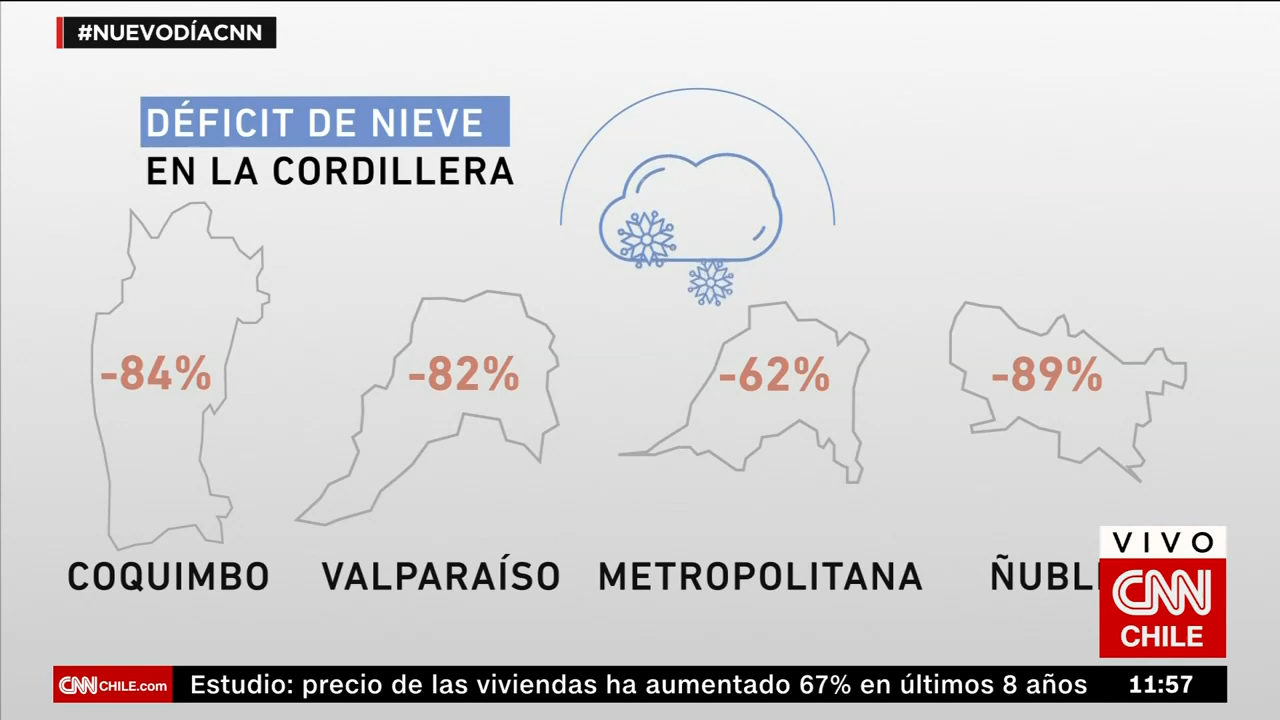 #NUEVODÍACNN
DÉFICIT DE NIEVE
EN LA CORDILLERA
-84%
-82%
-62%
-89%
COQUIMBO
VALPARAÍSO
METROPOLITANA
ÑUBL
VIVO
CNN
CHILE
CNNCHILE.com
Estudio: precio de las viviendas ha aumentado 67% en últimos 8 años
11:57